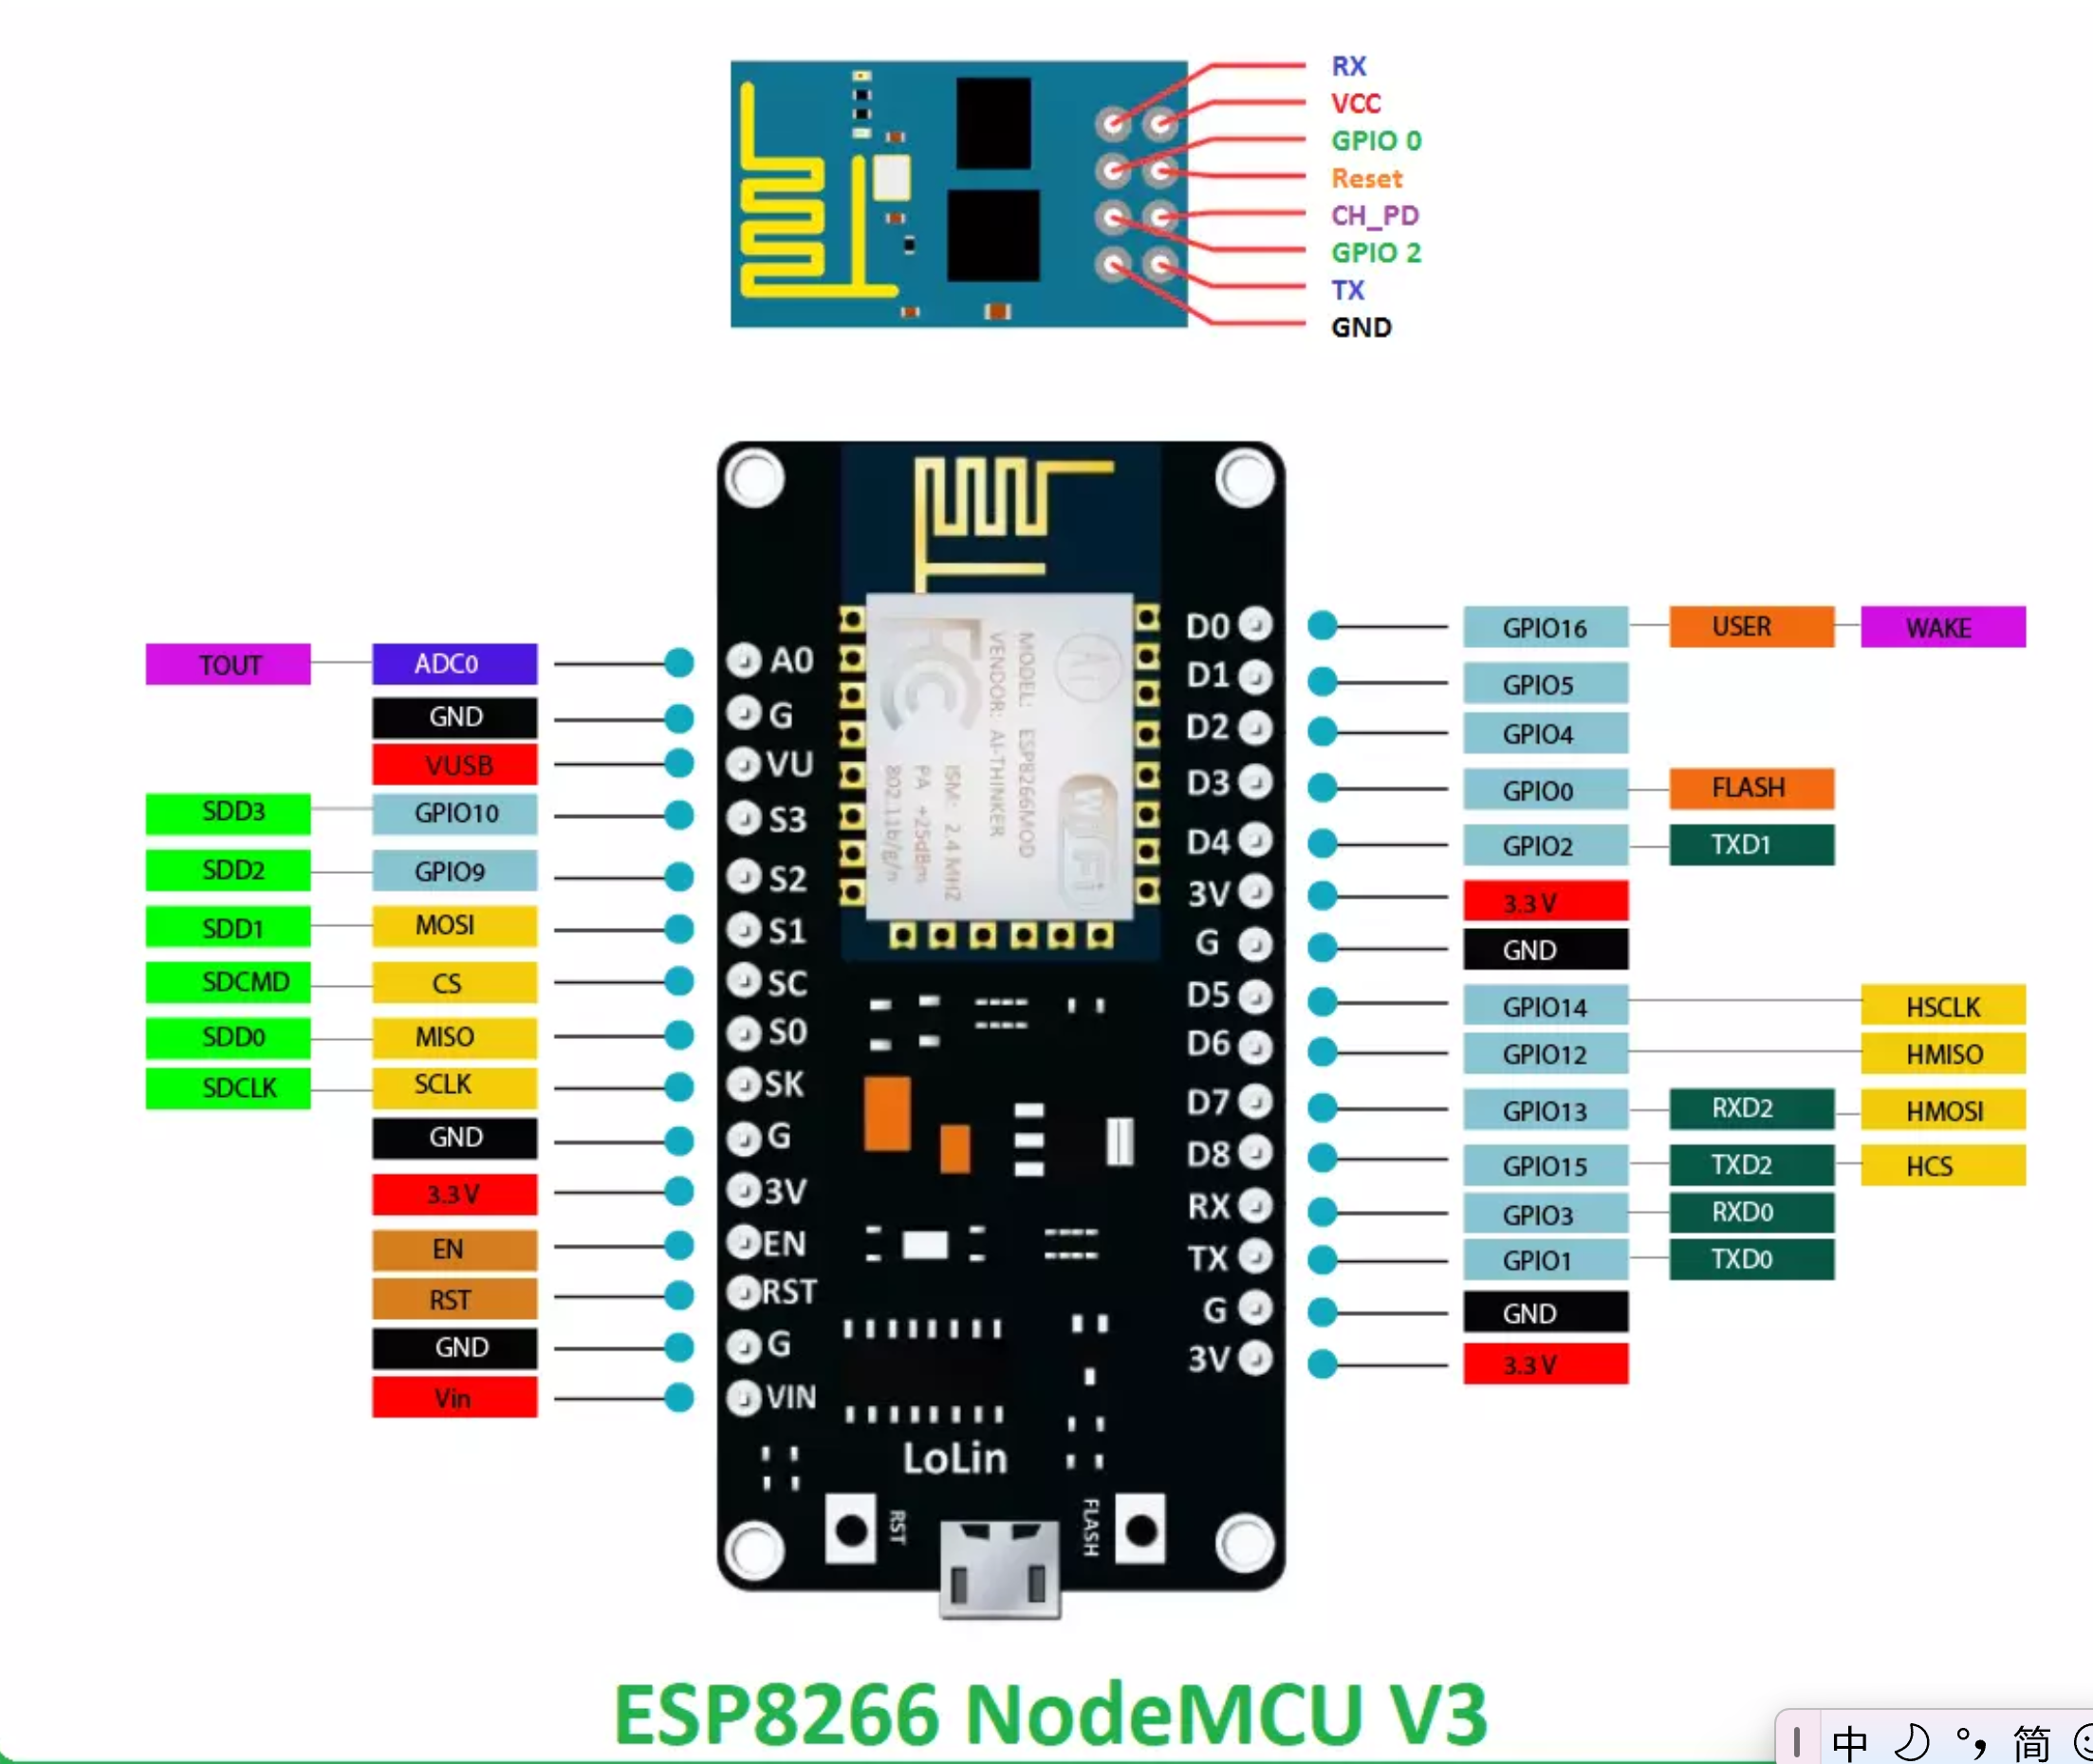 RX
VCC
GPIO 0
Reset
CH_PD
GPIO 2
TX
GND
TOUT ADC0 A0
GND G
VUSB VU
SDD3 GPIO10 S3
SDD2 GPIO9 S2
SDD1 MOSI S1
SDCMD CS SC
SDD0 MISO S0
SDCLK SCLK SK
GND G
3.3 V 3V
EN EN
RST RST
GND G
Vin VIN
MODEL: ESP8266MOD
VENDOR: AI-THINKER
ISM: 2.4 MHZ
PA +25dBm
802.11b/g/n
Wi Fi
D0 GPIO16 USER WAKE
D1 GPIO5
D2 GPIO4
D3 GPIO0 FLASH
D4 GPIO2 TXD1
3V 3.3 V
G GND
D5 GPIO14 HSCLK
D6 GPIO12 HMISO
D7 GPIO13 RXD2 HMOSI
D8 GPIO15 TXD2 HCS
RX GPIO3 RXD0
TX GPIO1 TXD0
G GND
3V 3.3 V
LoLin
RST
FLASH
ESP8266 NodeMCU V3
中 简